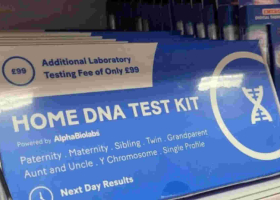 £99
Additional Laboratory
Testing Fee of Only £99
HOME DNA TEST KIT
Powered by AlphaBiolabs
Paternity . Maternity . Sibling . Twin . Grandparent
Aunt and Uncle . Y Chromosome . Single Profile
Next Day Results